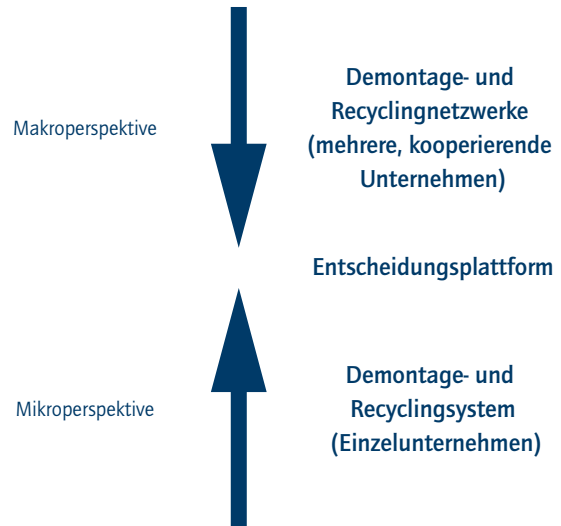 Makroperspektive
Demontage- und
Recyclingnetzwerke
(mehrere, kooperierende
Unternehmen)
Entscheidungsplattform
Mikroperspektive
Demontage- und
Recyclingsystem
(Einzelunternehmen)